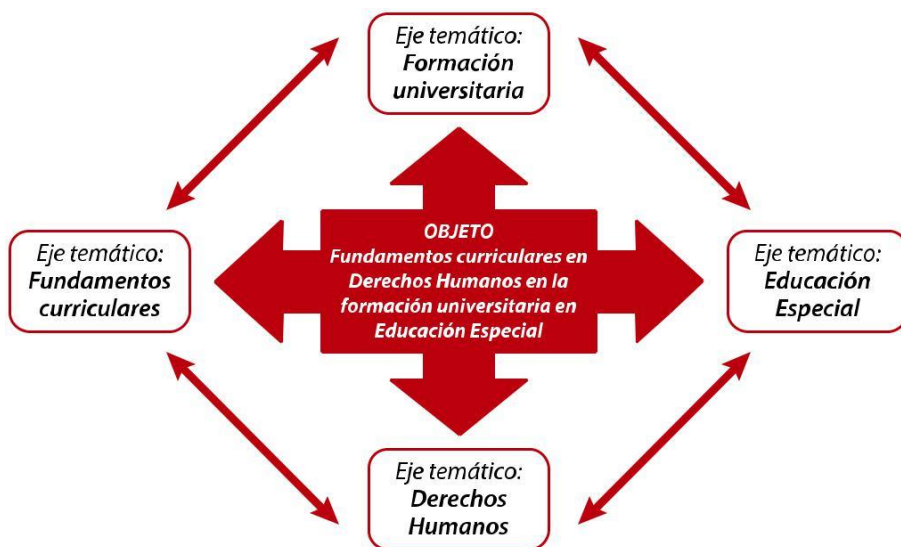 Eje temático:
Formación
universitaria
Eje temático:
Fundamentos
curriculares
OBJETO
Fundamentos curriculares en
Derechos Humanos en la
formación universitaria en
Educación Especial
Eje temático:
Educación
Especial
Eje temático:
Derechos
Humanos